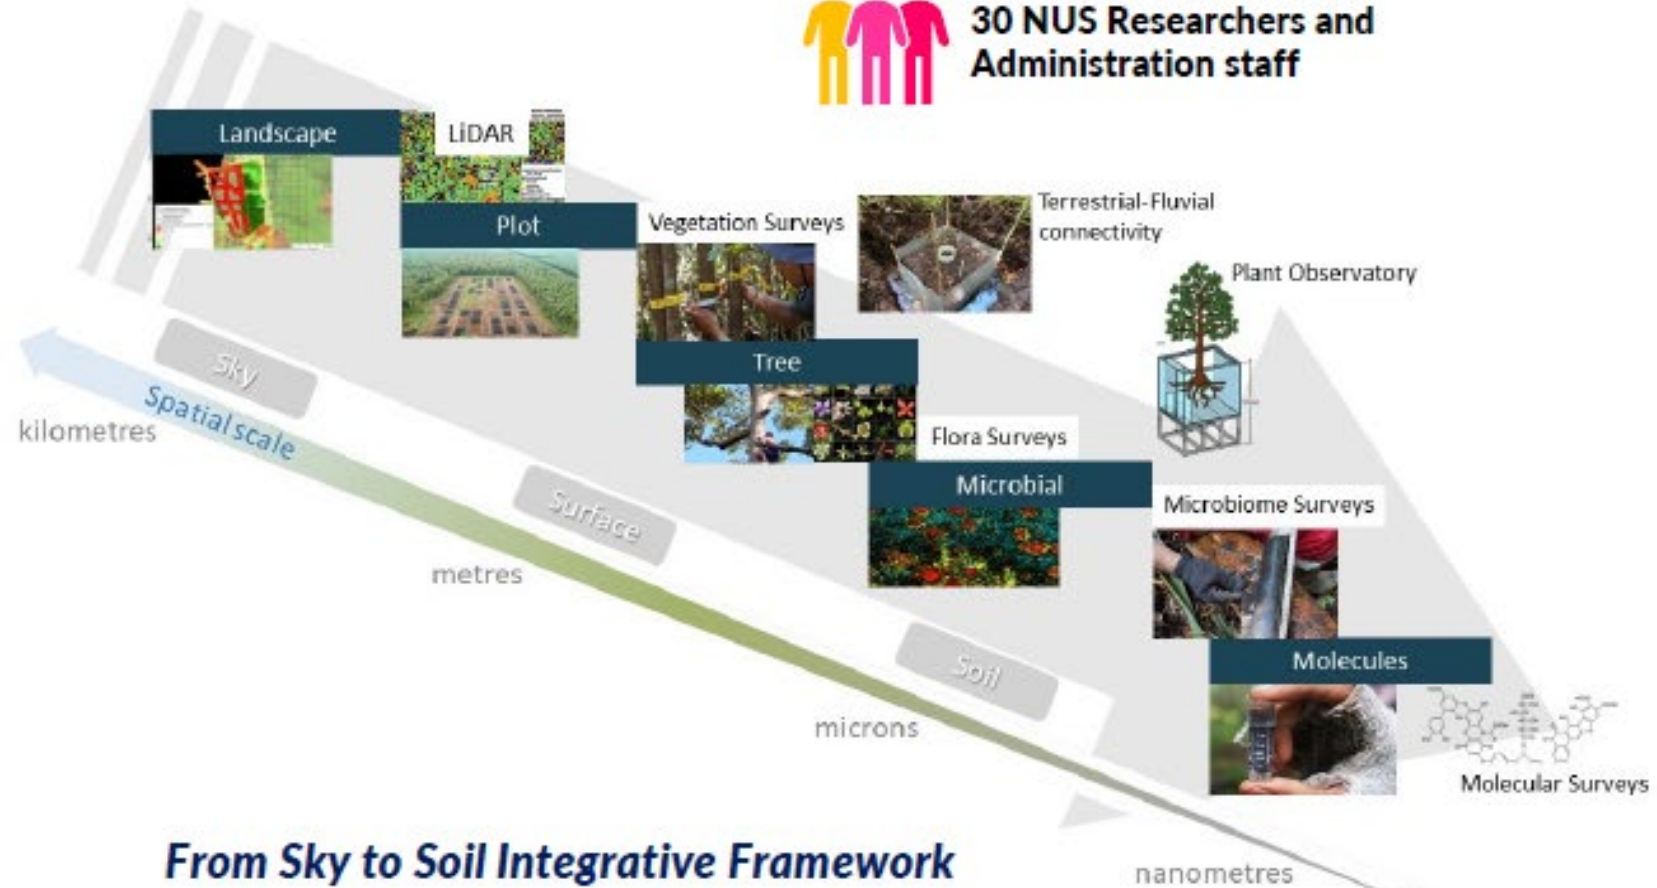 30 NUS Researchers and
Administration staff
Landscape
LiDAR
Plot
Vegetation Surveys
Terrestrial-Fluvial
connectivity
Plant Observatory
Sky
Spatial scale
kilometres
Tree
Flora Surveys
Surface
Microbial
Microbiome Surveys
metres
Soil
Molecules
microns
Molecular Surveys
From Sky to Soil Integrative Framework
nanometres